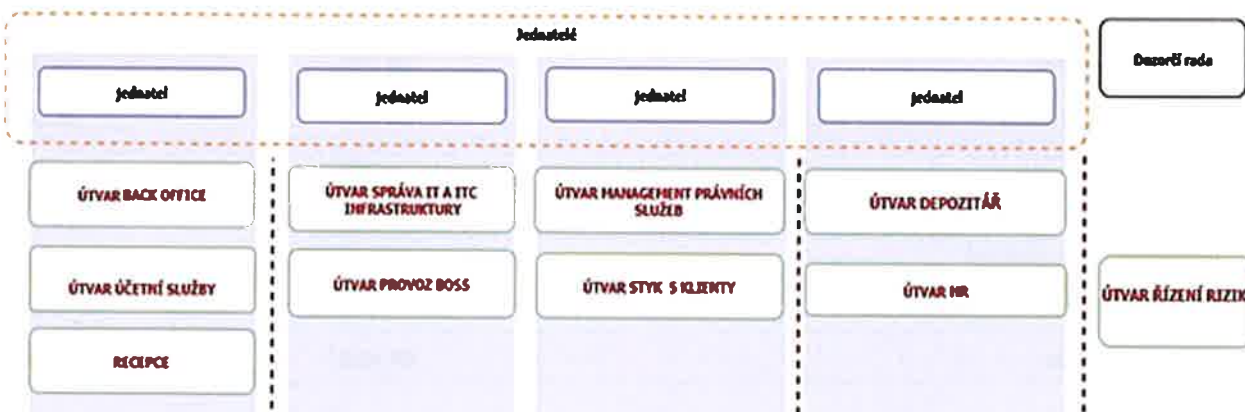 Jednatelé
Dozorčí rada
Jednatel
Jednatel
Jednatel
Jednatel
ÚTVAR BACK OFFICE
ÚTVAR SPRÁVA IT A ITC
INFRASTRUKTURY
ÚTVAR MANAGEMENT PRÁVNÍCH
SLUŽEB
ÚTVAR DEPOZITÁŘ
ÚTVAR ÚČETNÍ SLUŽBY
ÚTVAR PROVOZ BOSS
ÚTVAR STYK S KLIENTY
ÚTVAR HR
ÚTVAR ŘÍZENÍ RIZIK
RECEPCE